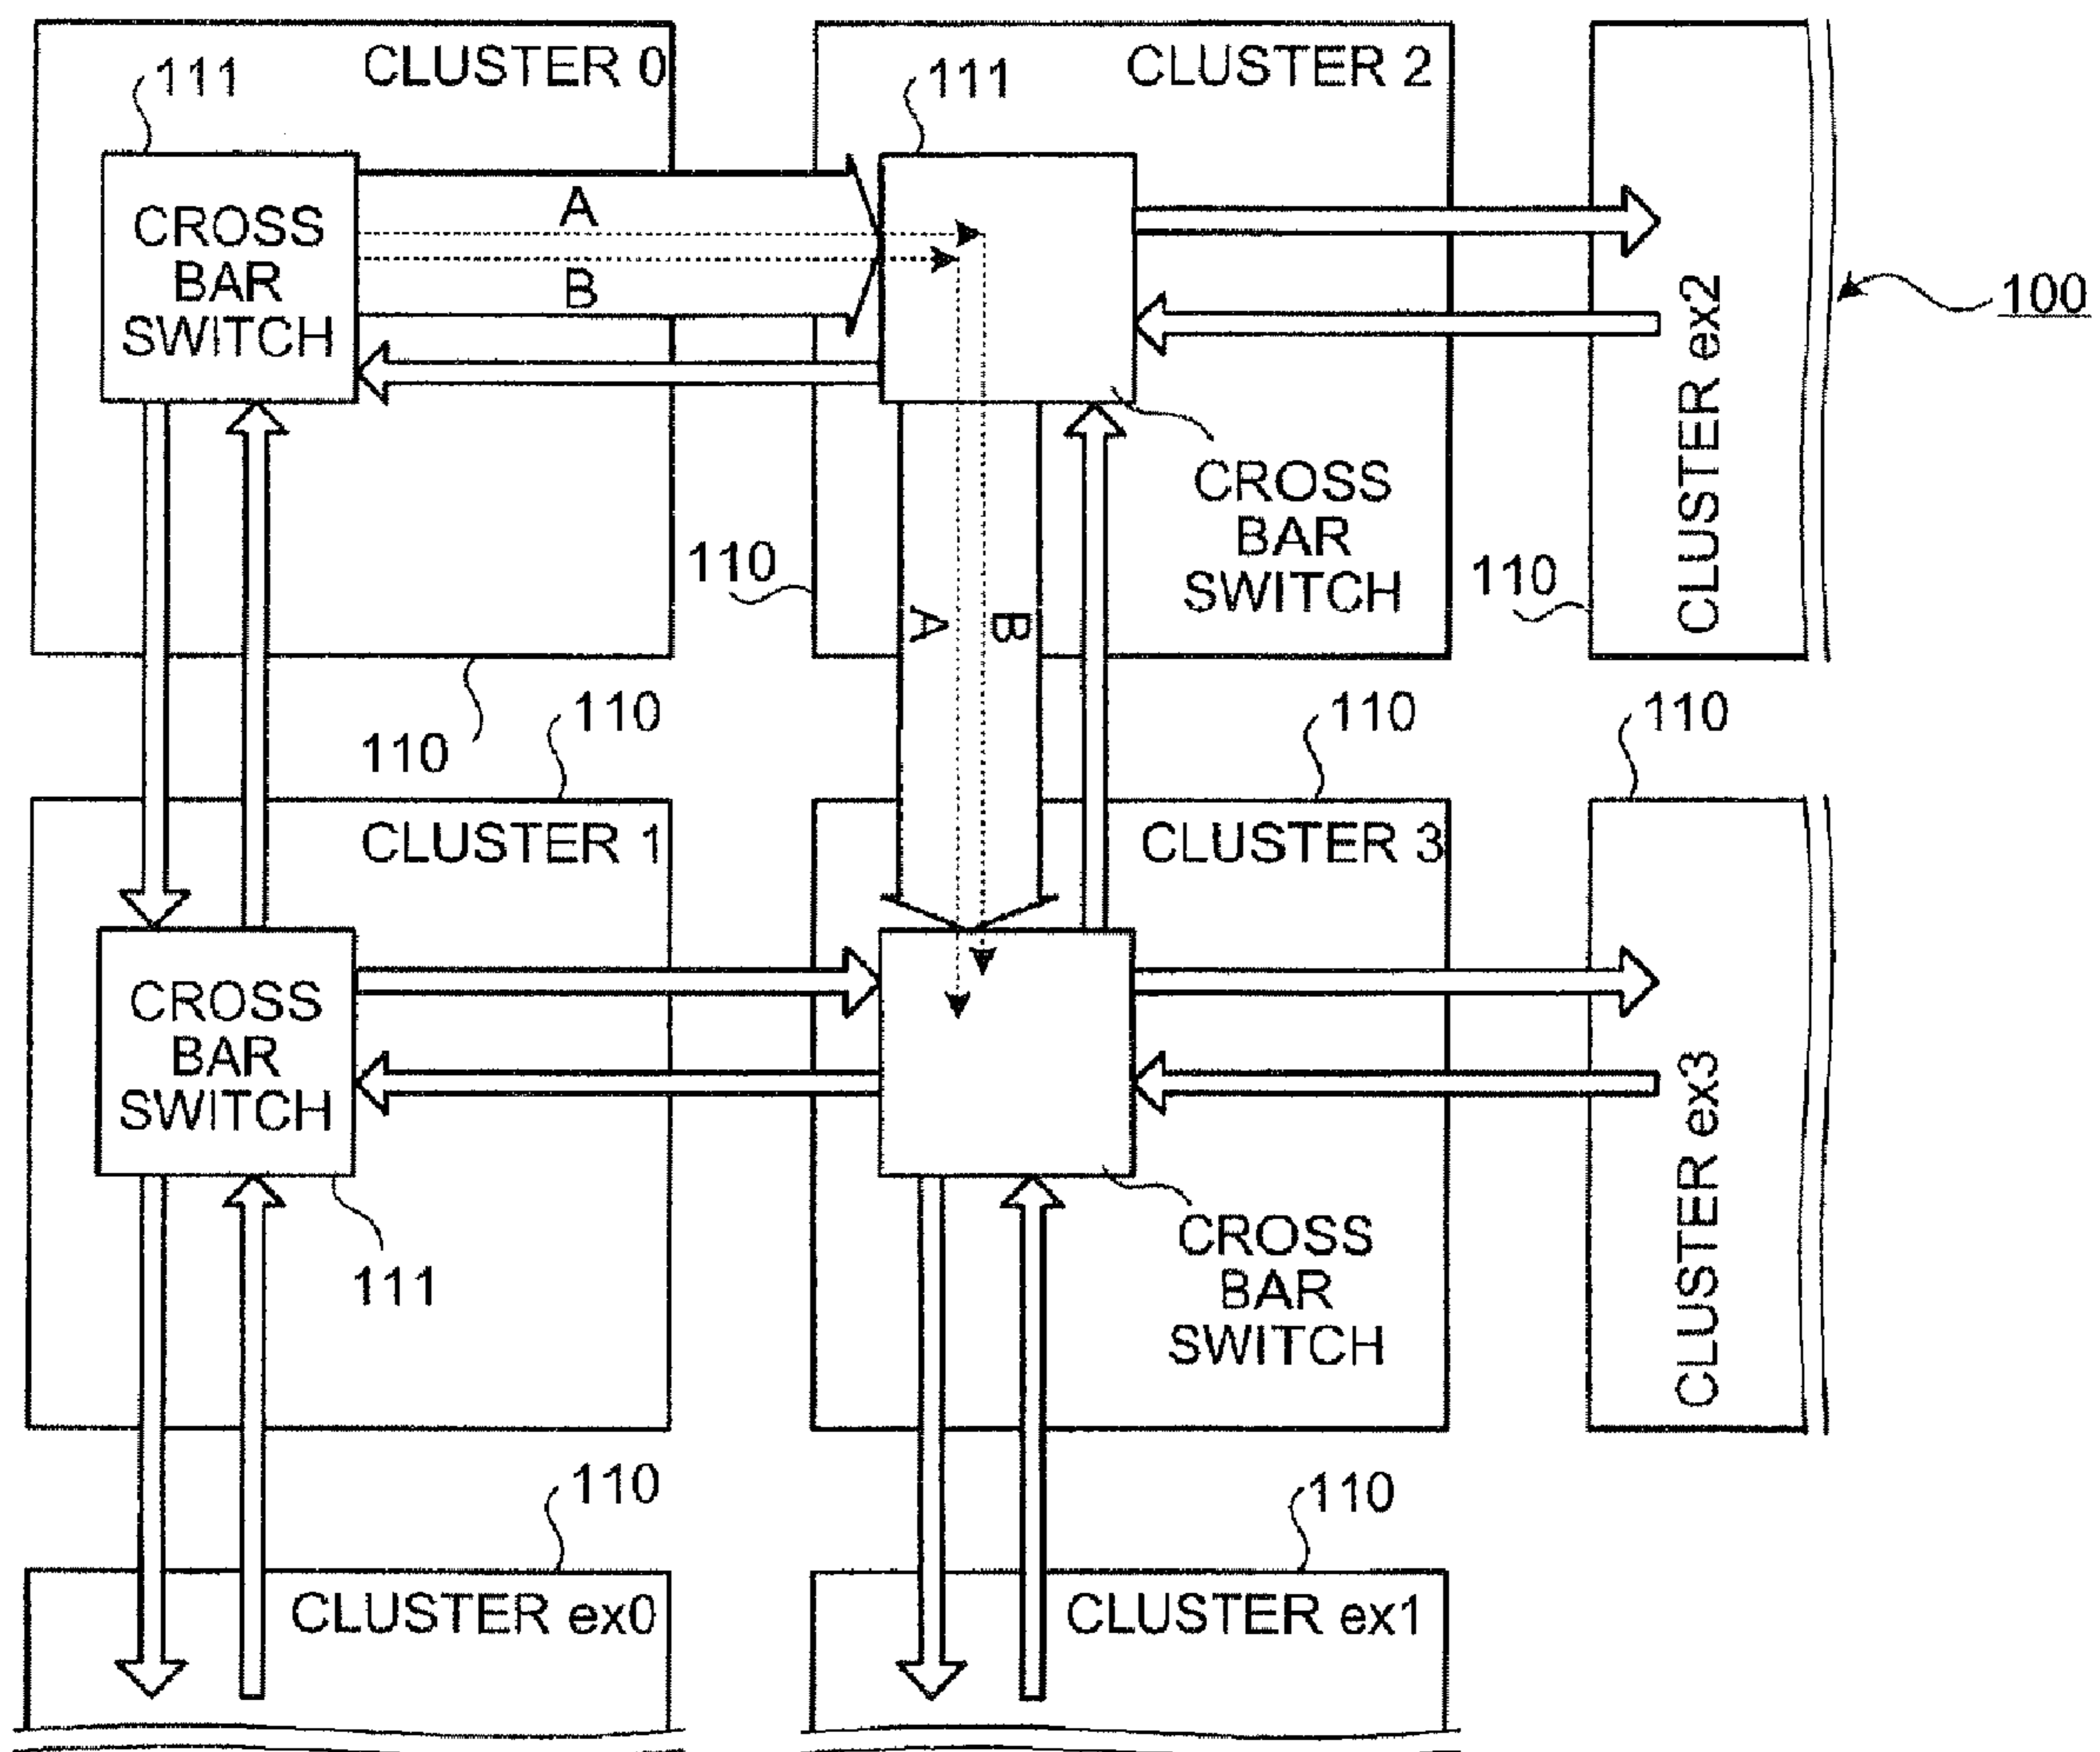 CLUSTER 0
CLUSTER 2
111
111
CROSS
BAR
SWITCH
A
B
CLUSTER ex2
100
CROSS
BAR
SWITCH
110
110
A
B
110
110
110
110
CLUSTER 1
CLUSTER 3
CROSS
BAR
SWITCH
CLUSTER ex3
111
CROSS
BAR
SWITCH
110
110
CLUSTER ex0
CLUSTER ex1